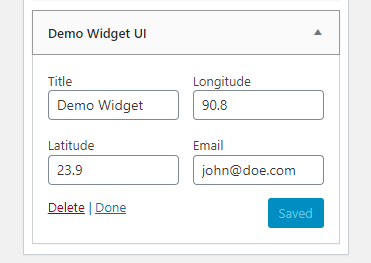 Demo Widget UI
Title Longitude
Demo Widget 90.8
Latitude Email
23.9 john@doe.com
Delete | Done Saved